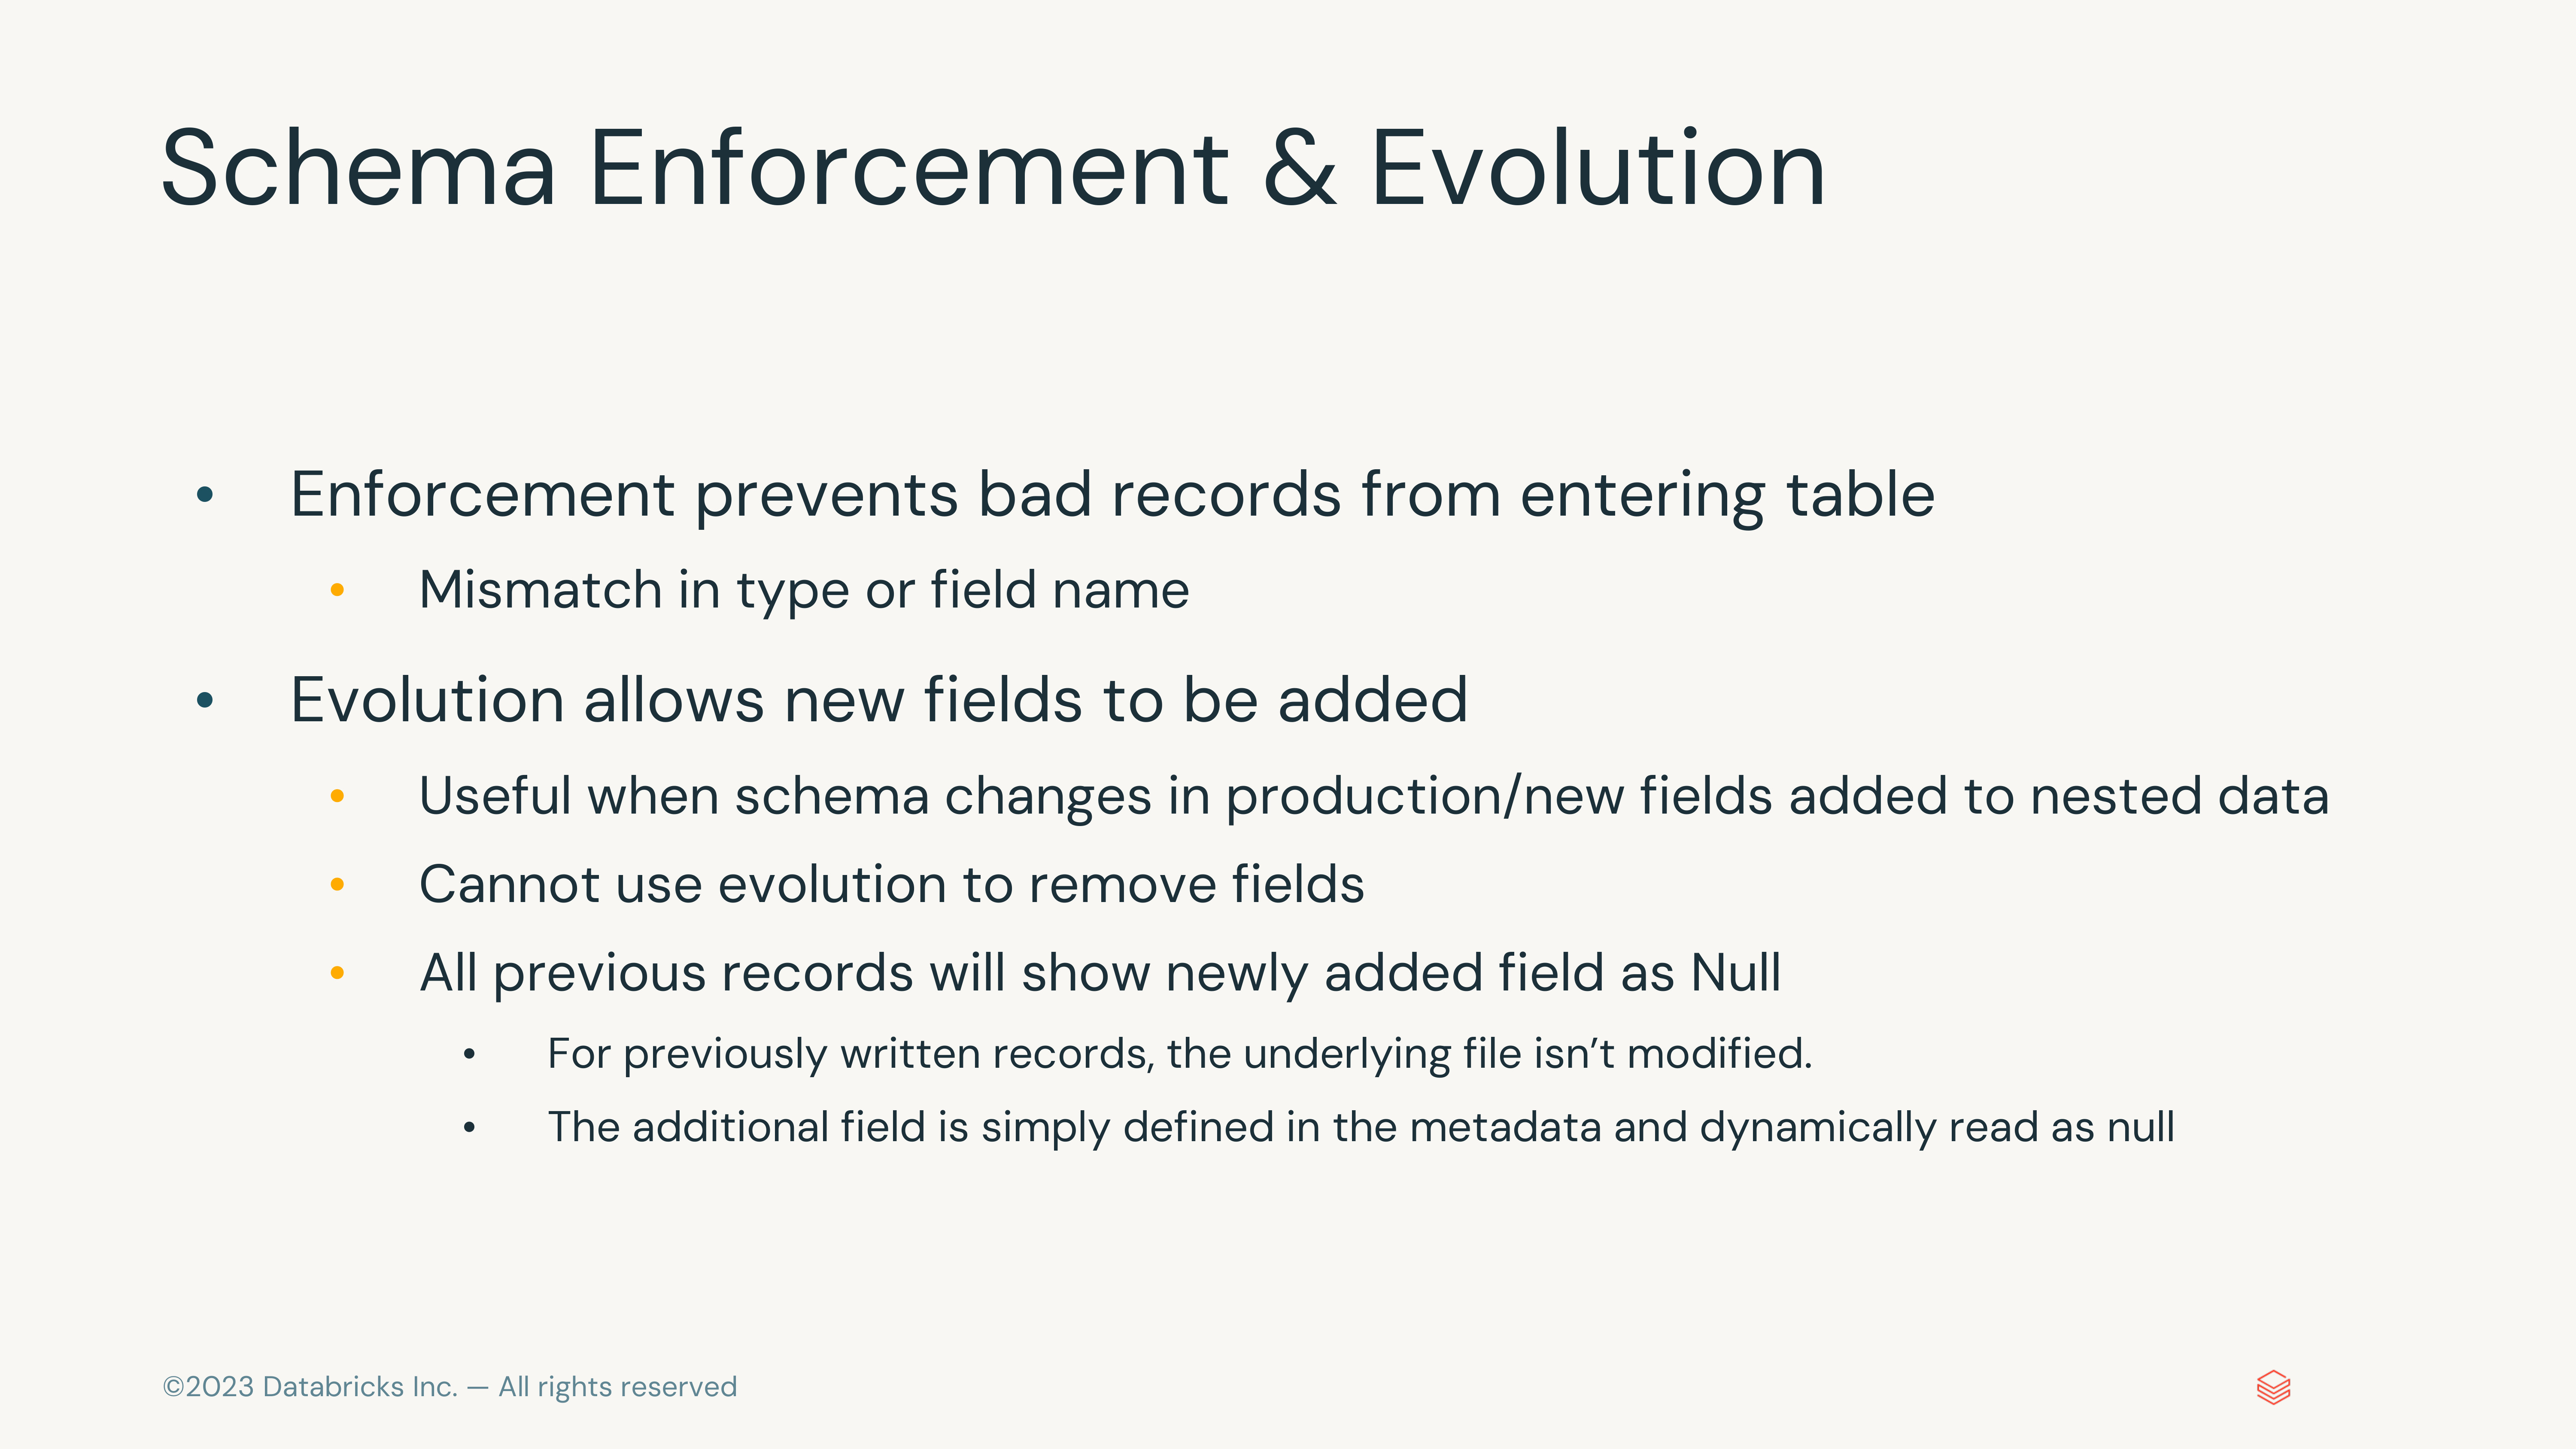 Schema Enforcement & Evolution
• Enforcement prevents bad records from entering table
• Mismatch in type or field name
• Evolution allows new fields to be added
• Useful when schema changes in production/new fields added to nested data
• Cannot use evolution to remove fields
• All previous records will show newly added field as Null
• For previously written records, the underlying file isn’t modified.
• The additional field is simply defined in the metadata and dynamically read as null
©2023 Databricks Inc. — All rights reserved